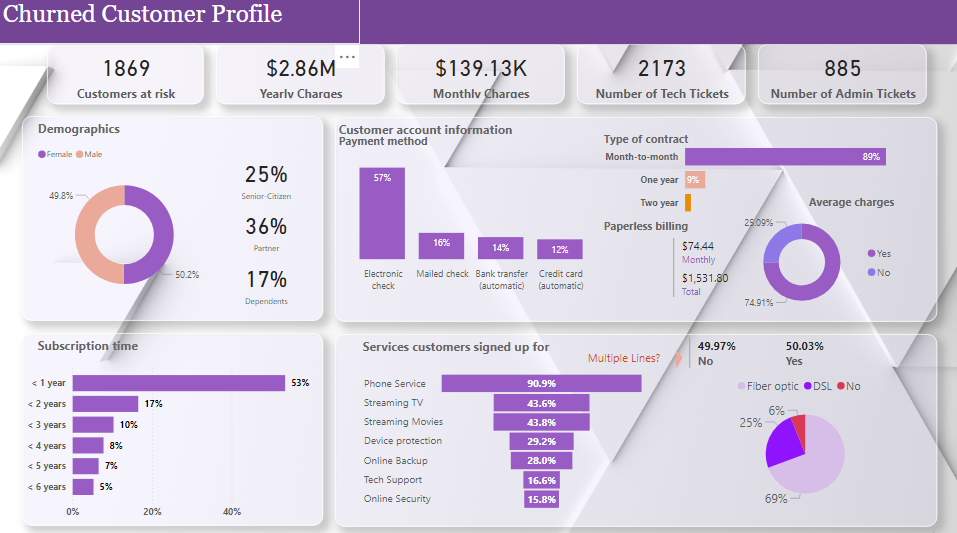 Churned Customer Profile
...
1869
Customers at risk
$2.86M
Yearly Charges
$139.13K
Monthly Charges
2173
Number of Tech Tickets
885
Number of Admin Tickets
Demographics
Female Male
49.8%
50.2%
25%
Senior-Citizen
36%
Partner
17%
Dependents
Customer account information
Payment method
57%
16%
14%
12%
Electronic
check
Mailed check
Bank transfer
(automatic)
Credit card
(automatic)
Type of contract
Month-to-month 89%
One year 9%
Two year
Paperless billing
$74.44
Monthly
$1,531.80
Total
Average charges
25.09%
74.91%
Yes
No
Subscription time
< 1 year 53%
< 2 years 17%
< 3 years 10%
< 4 years 8%
< 5 years 7%
< 6 years 5%
0% 20% 40%
Services customers signed up for
Multiple Lines?
49.97%
No
50.03%
Yes
Phone Service 90.9%
Streaming TV 43.6%
Streaming Movies 43.8%
Device protection 29.2%
Online Backup 28.0%
Tech Support 16.6%
Online Security 15.8%
Fiber optic DSL No
6%
25%
69%